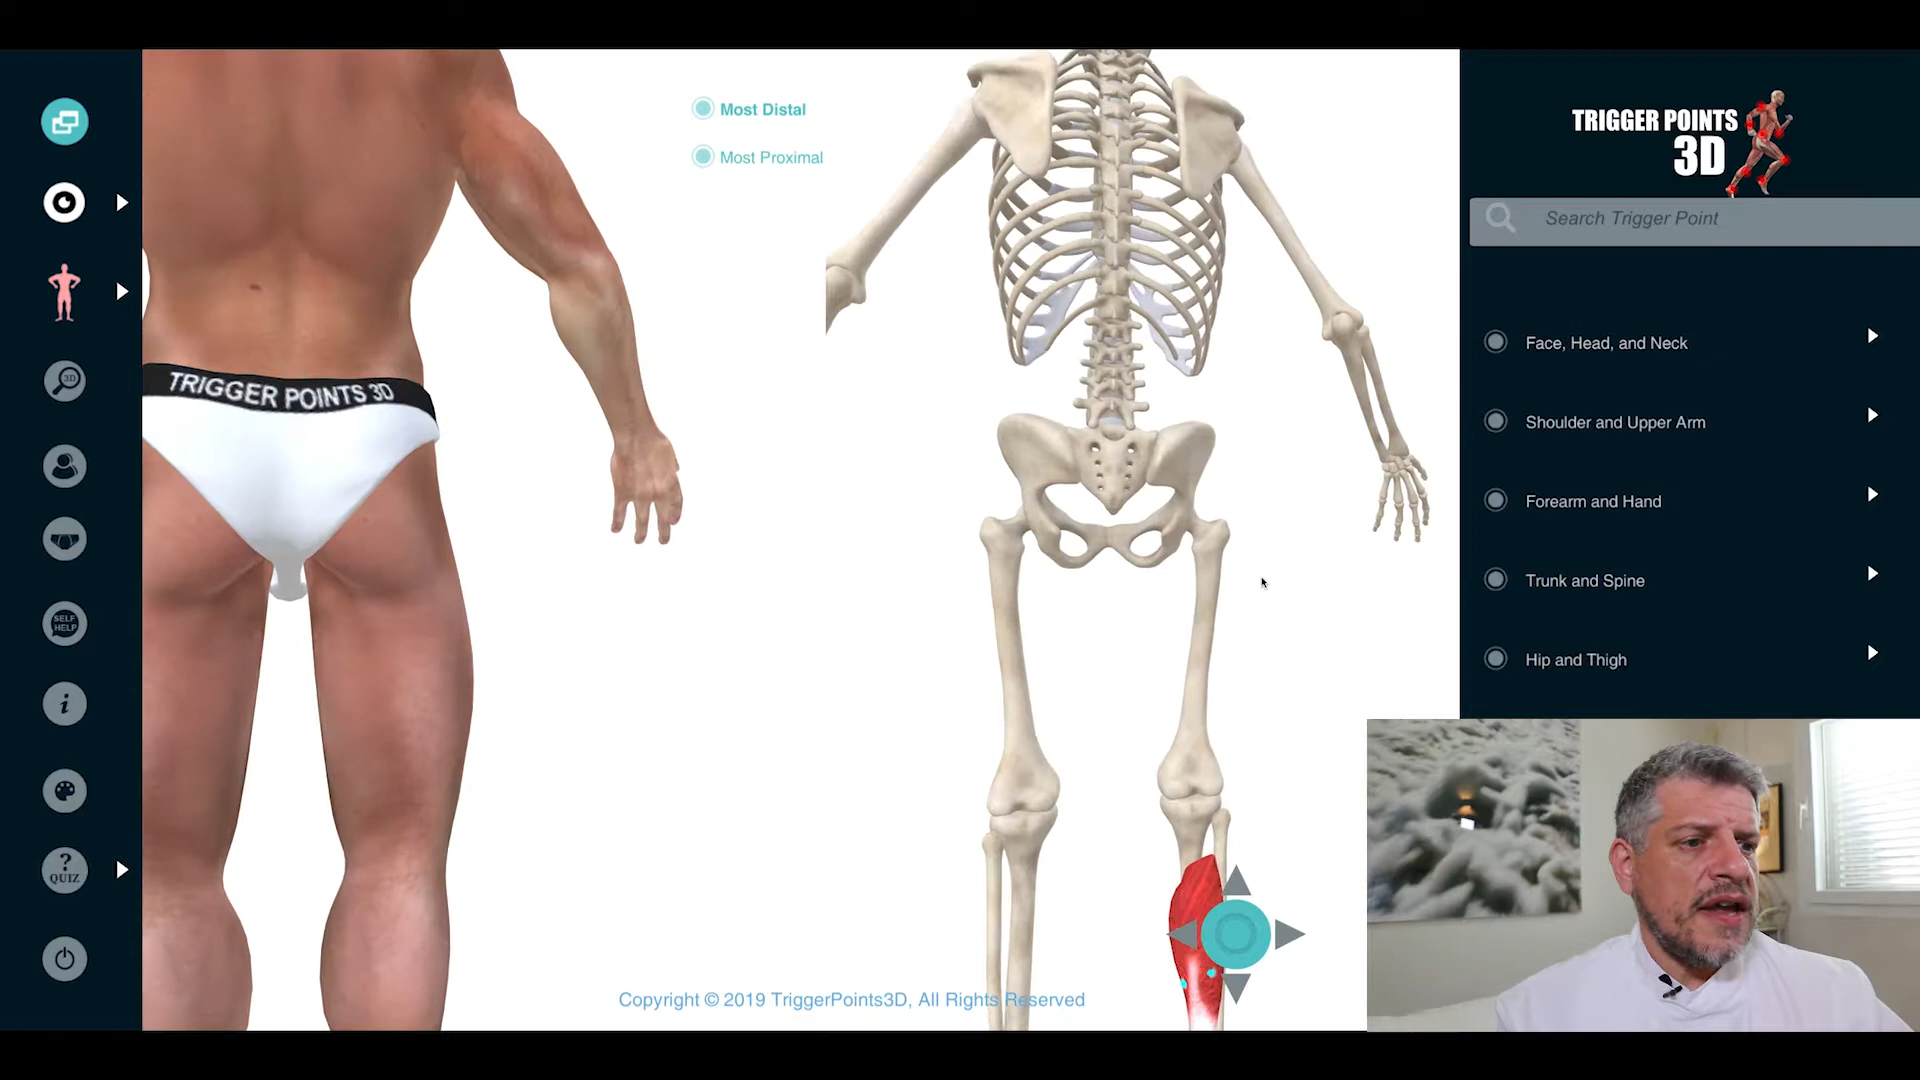 Most Distal
Most Proximal
TRIGGER POINTS
3D
Search Trigger Point
Face, Head, and Neck
Shoulder and Upper Arm
Forearm and Hand
Trunk and Spine
Hip and Thigh
TRIGGER POINTS 3D
3D
SELF
HELP
i
?
QUIZ
Copyright © 2019 TriggerPoints3D, All Rights Reserved